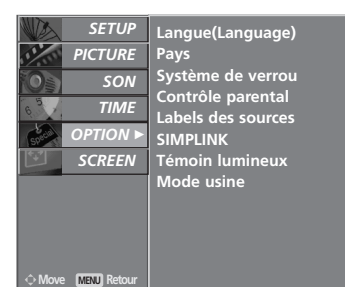 SETUP
PICTURE
SON
TIME
OPTION ►
SCREEN
Langue(Language)
Pays
Système de verrou
Contrôle parental
Labels des sources
SIMPLINK
Témoin lumineux
Mode usine
Move MENU Retour